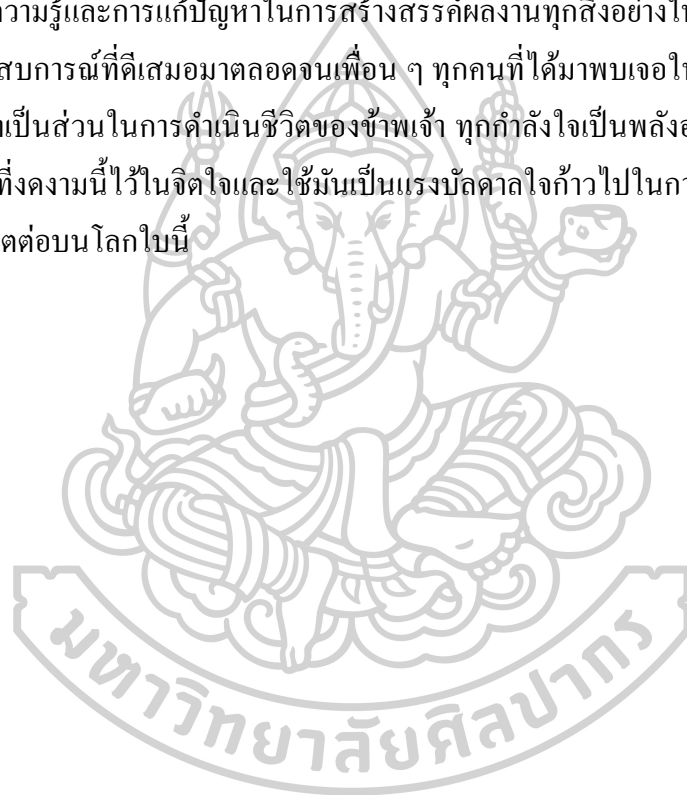 ความรู้และการแก้ปัญหาในการสร้างสรรค์ผลงานทุกสิ่งอย่างใน
สบการณ์ที่ดีเสมอมาตลอดจนเพื่อน ๆ ทุกคนที่ได้มาพบเจอใน
เป็นส่วนในการดำเนินชีวิตของข้าพเจ้า ทุกกำลังใจเป็นพลัง
ที่งดงามนี้ไว้ในจิตใจและใช้มันเป็นแรงบัลดาลใจก้าวไปใน
ตต่อบนโลกใบนี้
มหาวิทยาลัยศิลปากร